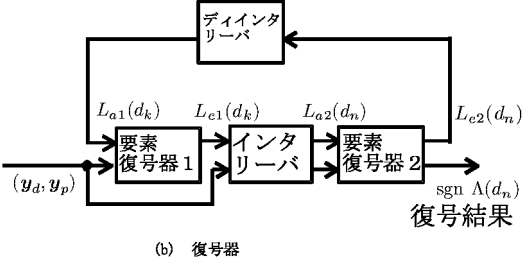 ディインタ
リーバ
L_{a1}(d_k)
L_{e1}(d_k)
L_{a2}(d_n)
L_{e2}(d_n)
要素
復号器1
インタ
リーバ
要素
復号器2
(y_d, y_p)
sgn Λ(d_n)
復号結果
(b) 復号器